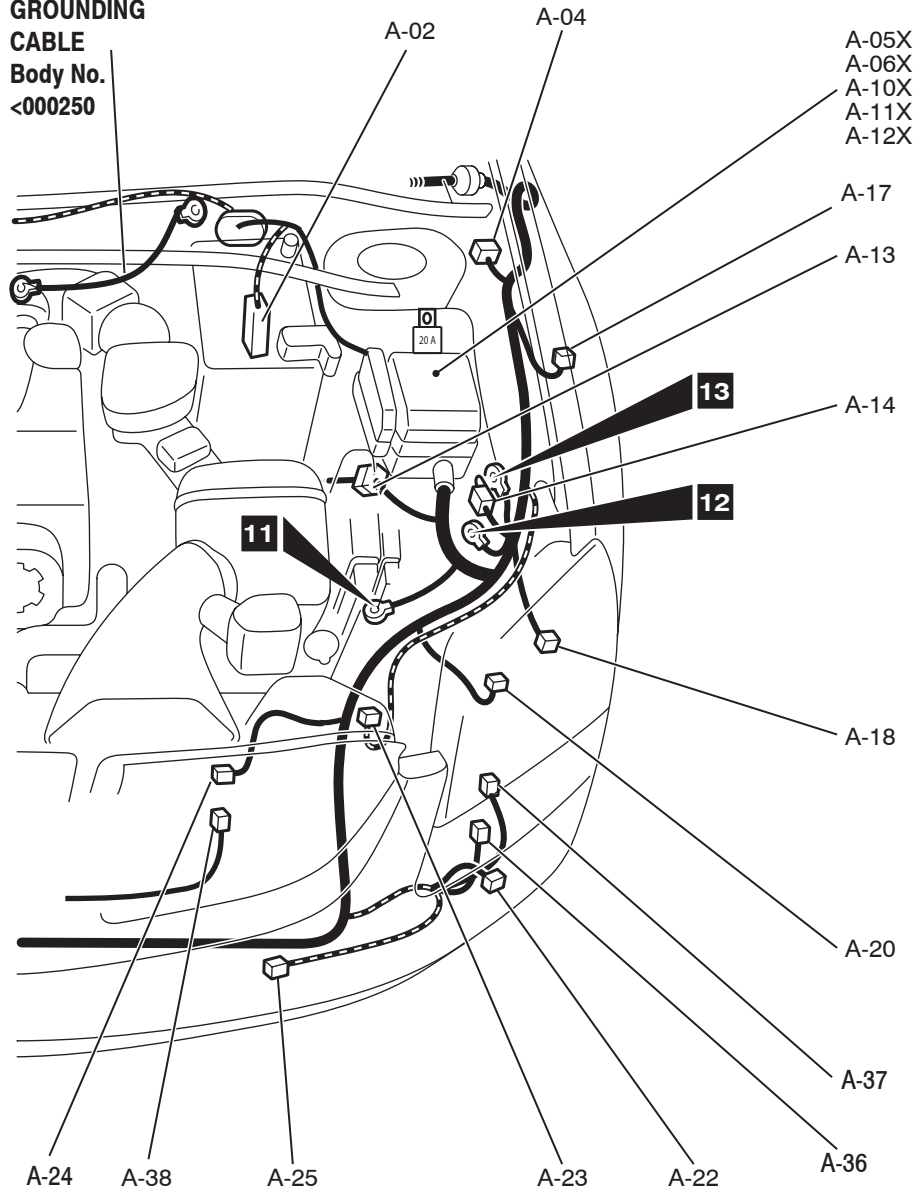 GROUNDING
CABLE
Body No.
<000250
A-02
A-04
A-05X
A-06X
A-10X
A-11X
A-12X
A-17
A-13
20 A
13
A-14
12
11
A-18
A-20
A-37
A-36
A-24
A-38
A-25
A-23
A-22